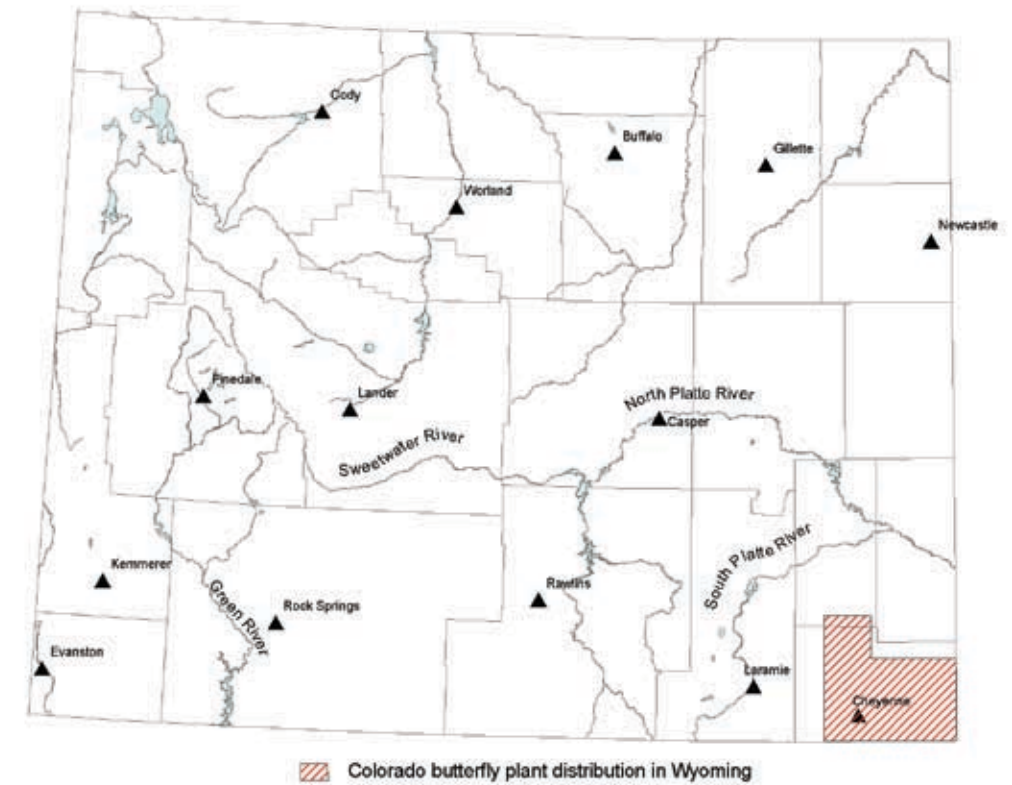 Cody
Buffalo
Gillette
Worland
Newcastle
Pinedale
Lander
North Platte River
Casper
Sweetwater River
South Platte River
Kemmerer
Green River
Rock Springs
Rawlins
Evanston
Laramie
Cheyenne
Colorado butterfly plant distribution in Wyoming